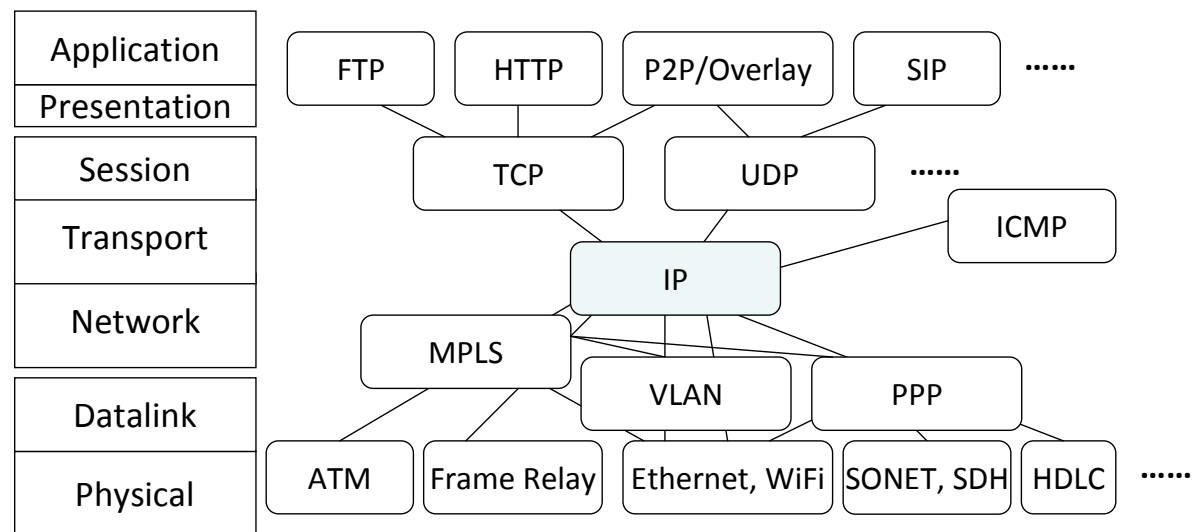 Application
Presentation
Session
Transport
Network
Datalink
Physical
FTP
HTTP
P2P/Overlay
SIP
......
TCP
UDP
......
ICMP
IP
MPLS
VLAN
PPP
ATM
Frame Relay
Ethernet, WiFi
SONET, SDH
HDLC
......